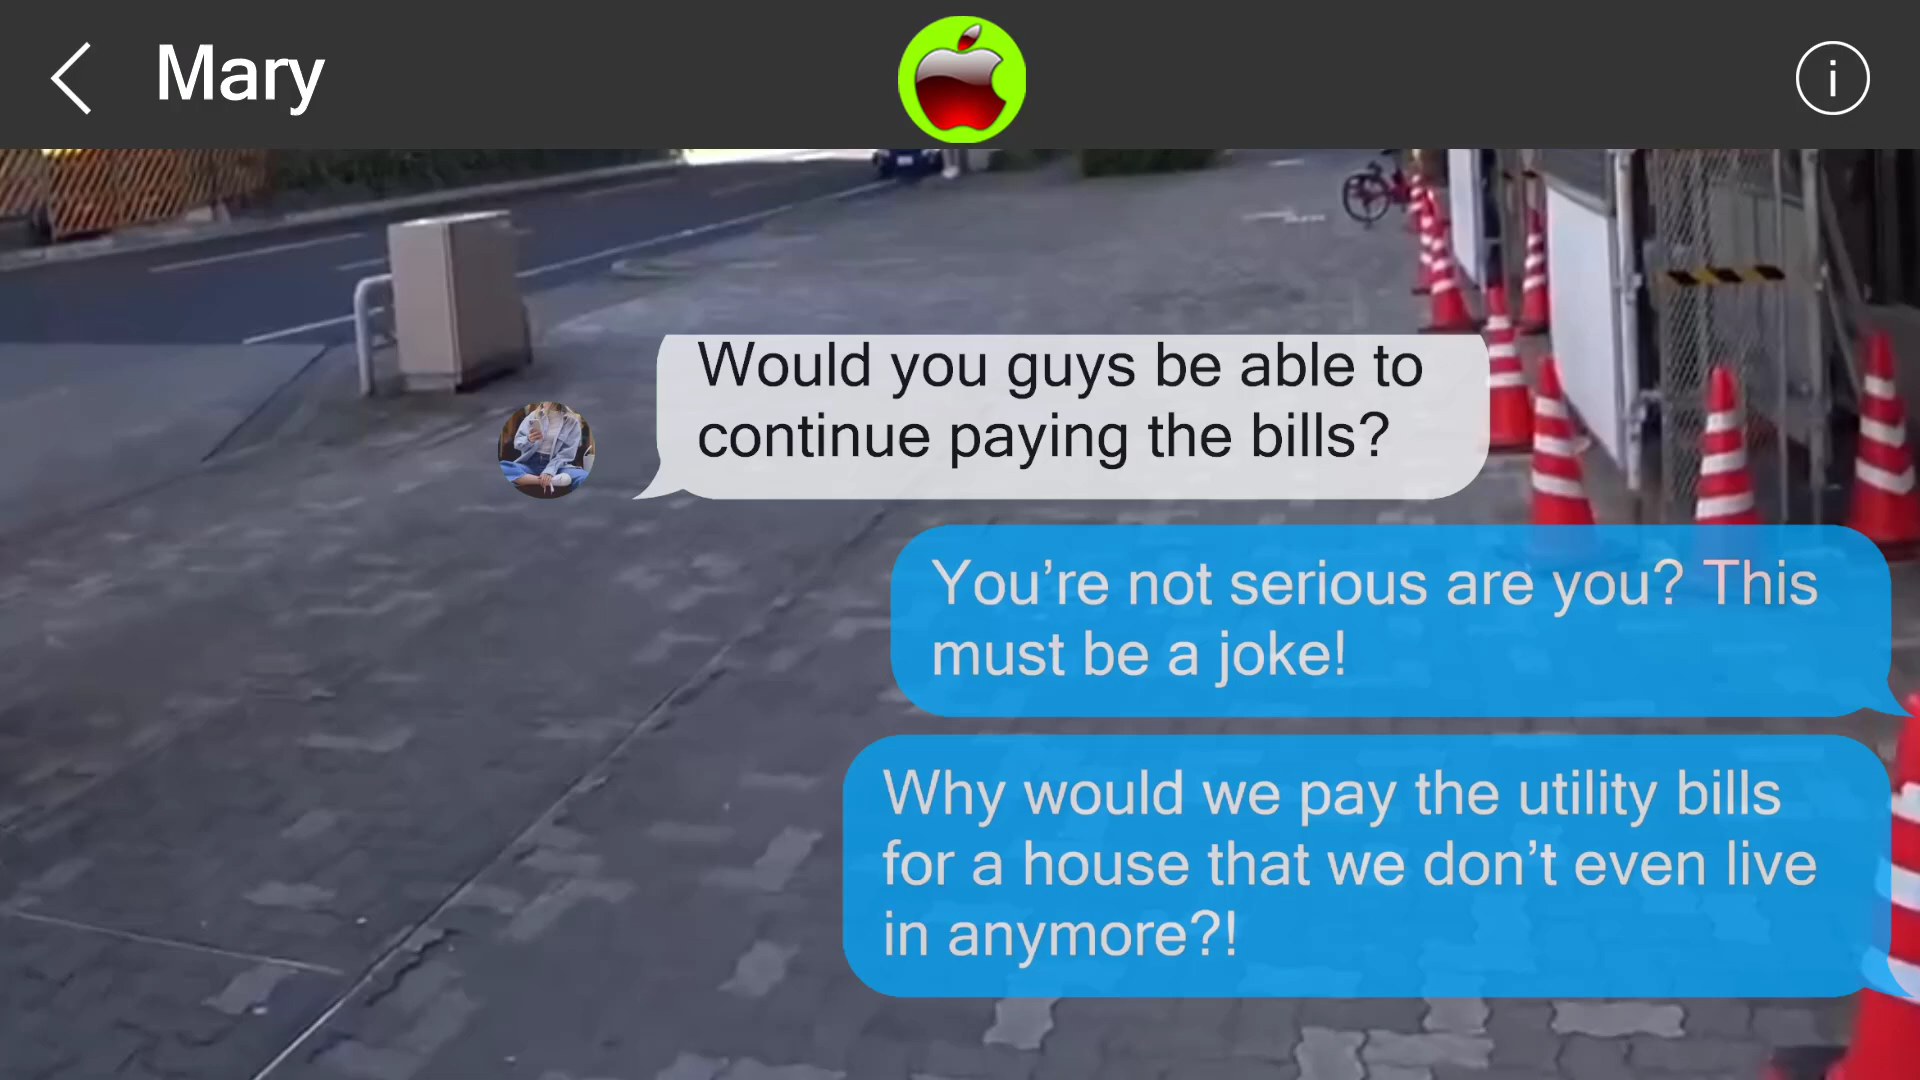 Mary
i
Would you guys be able to
continue paying the bills?
You’re not serious are you? This
must be a joke!
Why would we pay the utility bills
for a house that we don’t even live
in anymore?!